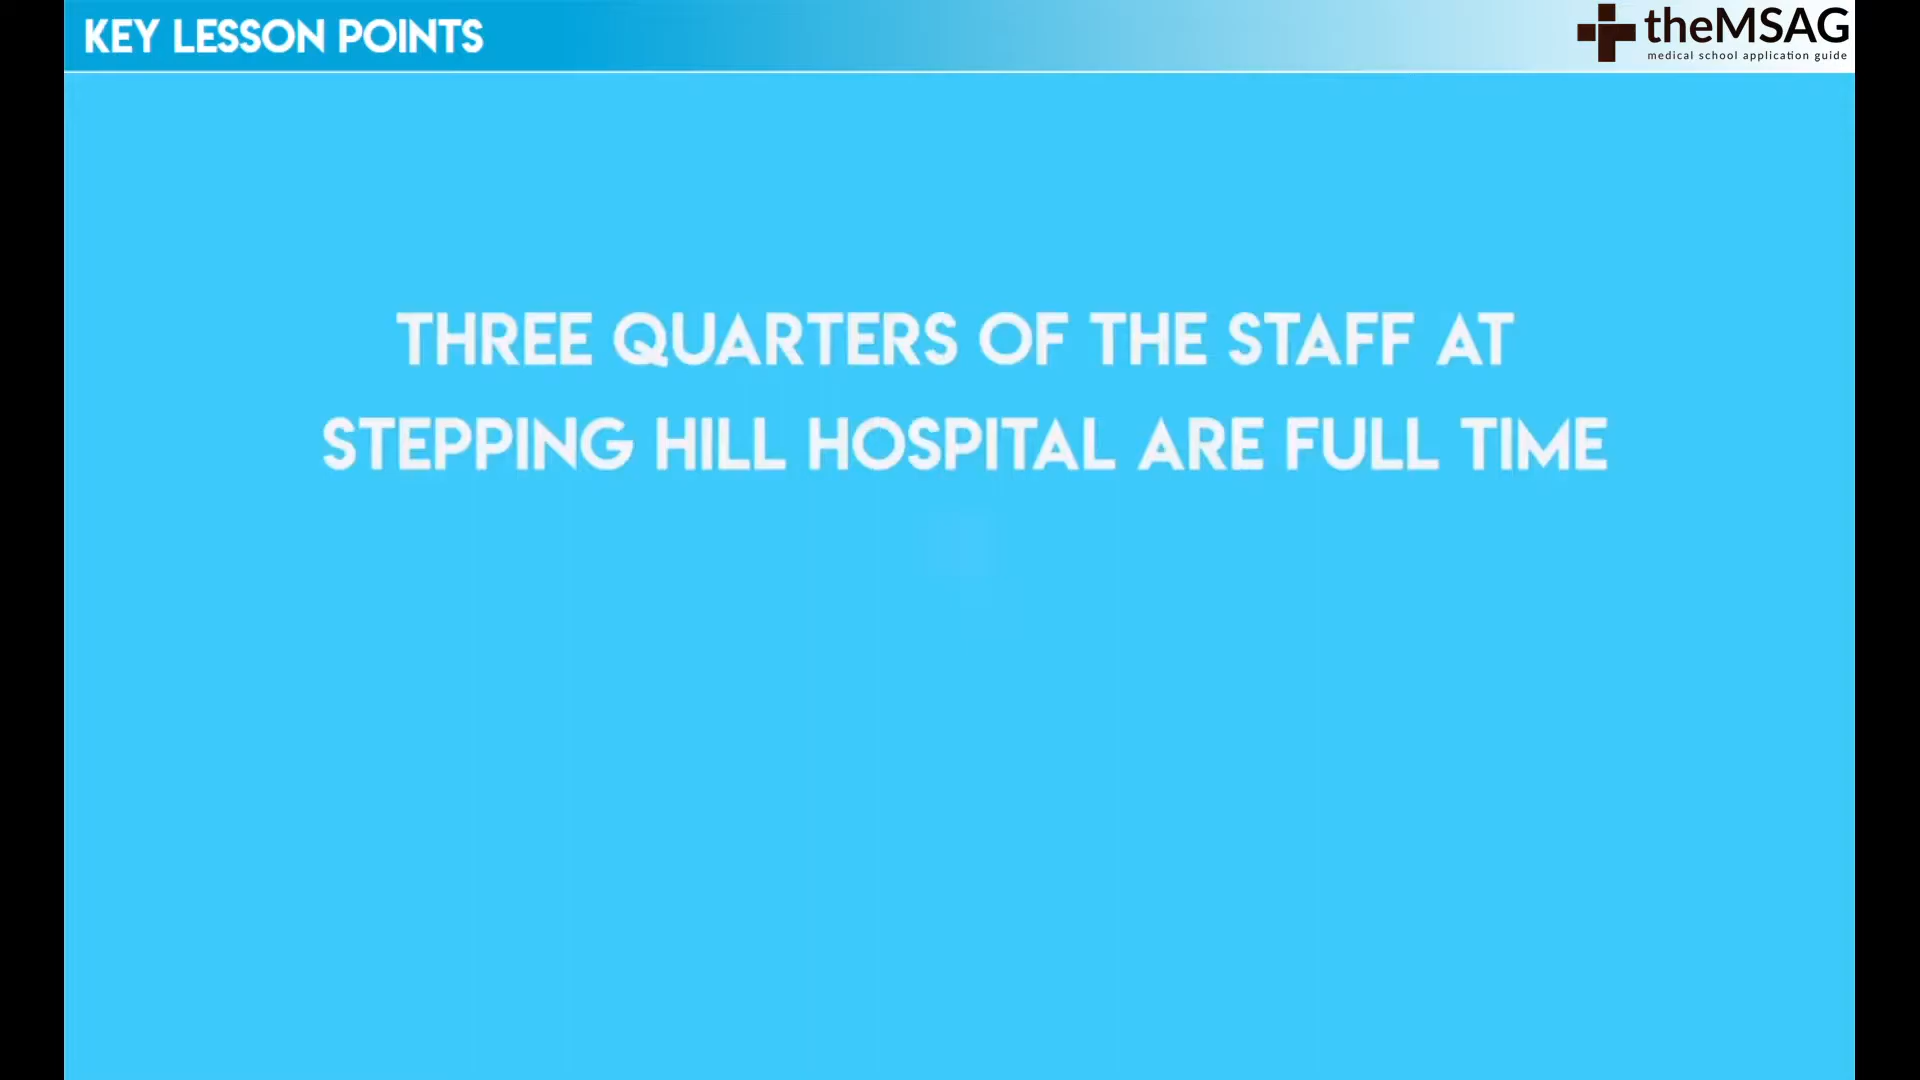 KEY LESSON POINTS
theMSAG
medical school application guide
THREE QUARTERS OF THE STAFF AT
STEPPING HILL HOSPITAL ARE FULL TIME